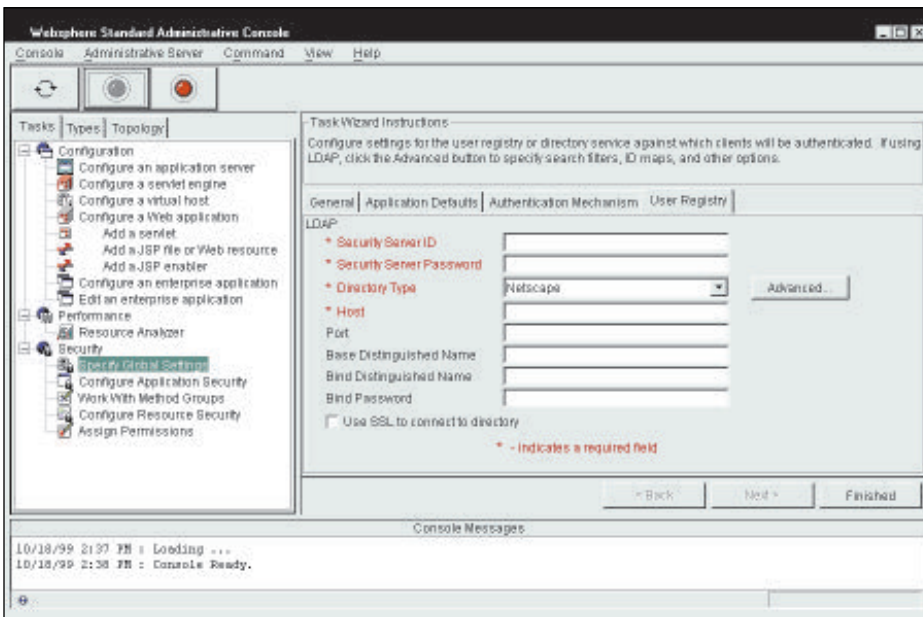 Websphere Standard Administrative Console
Console Administrative Server Command View Help
Tasks Types Topology
Configuration
Configure an application server
Configure a servlet engine
Configure a virtual host
Configure a Web application
Add a servlet
Add a JSP file or Web resource
Add a JSP enabler
Configure an enterprise application
Edit an enterprise application
Performance
Resource Analyzer
Security
Specify Global Settings
Configure Application Security
Work With Method Groups
Configure Resource Security
Assign Permissions
Task Wizard Instructions
Configure settings for the user registry or directory service against which clients will be authenticated. If using
LDAP, click the Advanced button to specify search filters, ID maps, and other options.
General Application Defaults Authentication Mechanism User Registry
LDAP
* Security Server ID
* Security Server Password
* Directory Type Netscape Advanced...
* Host
Port
Base Distinguished Name
Bind Distinguished Name
Bind Password
Use SSL to connect to directory
* - indicates a required field
< Back Next > Finished
Console Messages
10/18/99 2:37 PM : Loading ...
10/18/99 2:38 PM : Console Ready.